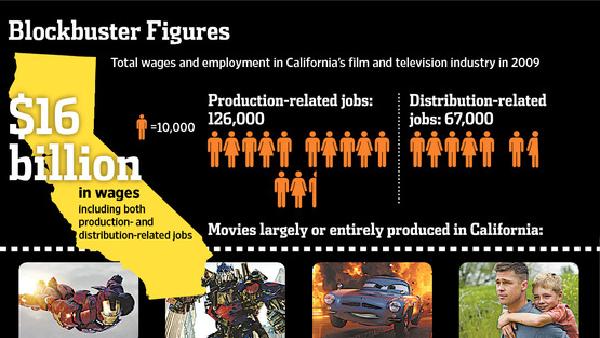 Blockbuster Figures
Total wages and employment in California's film and television industry in 2009
$16
billion
in wages
including both
production- and
distribution-related jobs
=10,000
Production-related jobs:
126,000
Distribution-related
jobs: 67,000
Movies largely or entirely produced in California: